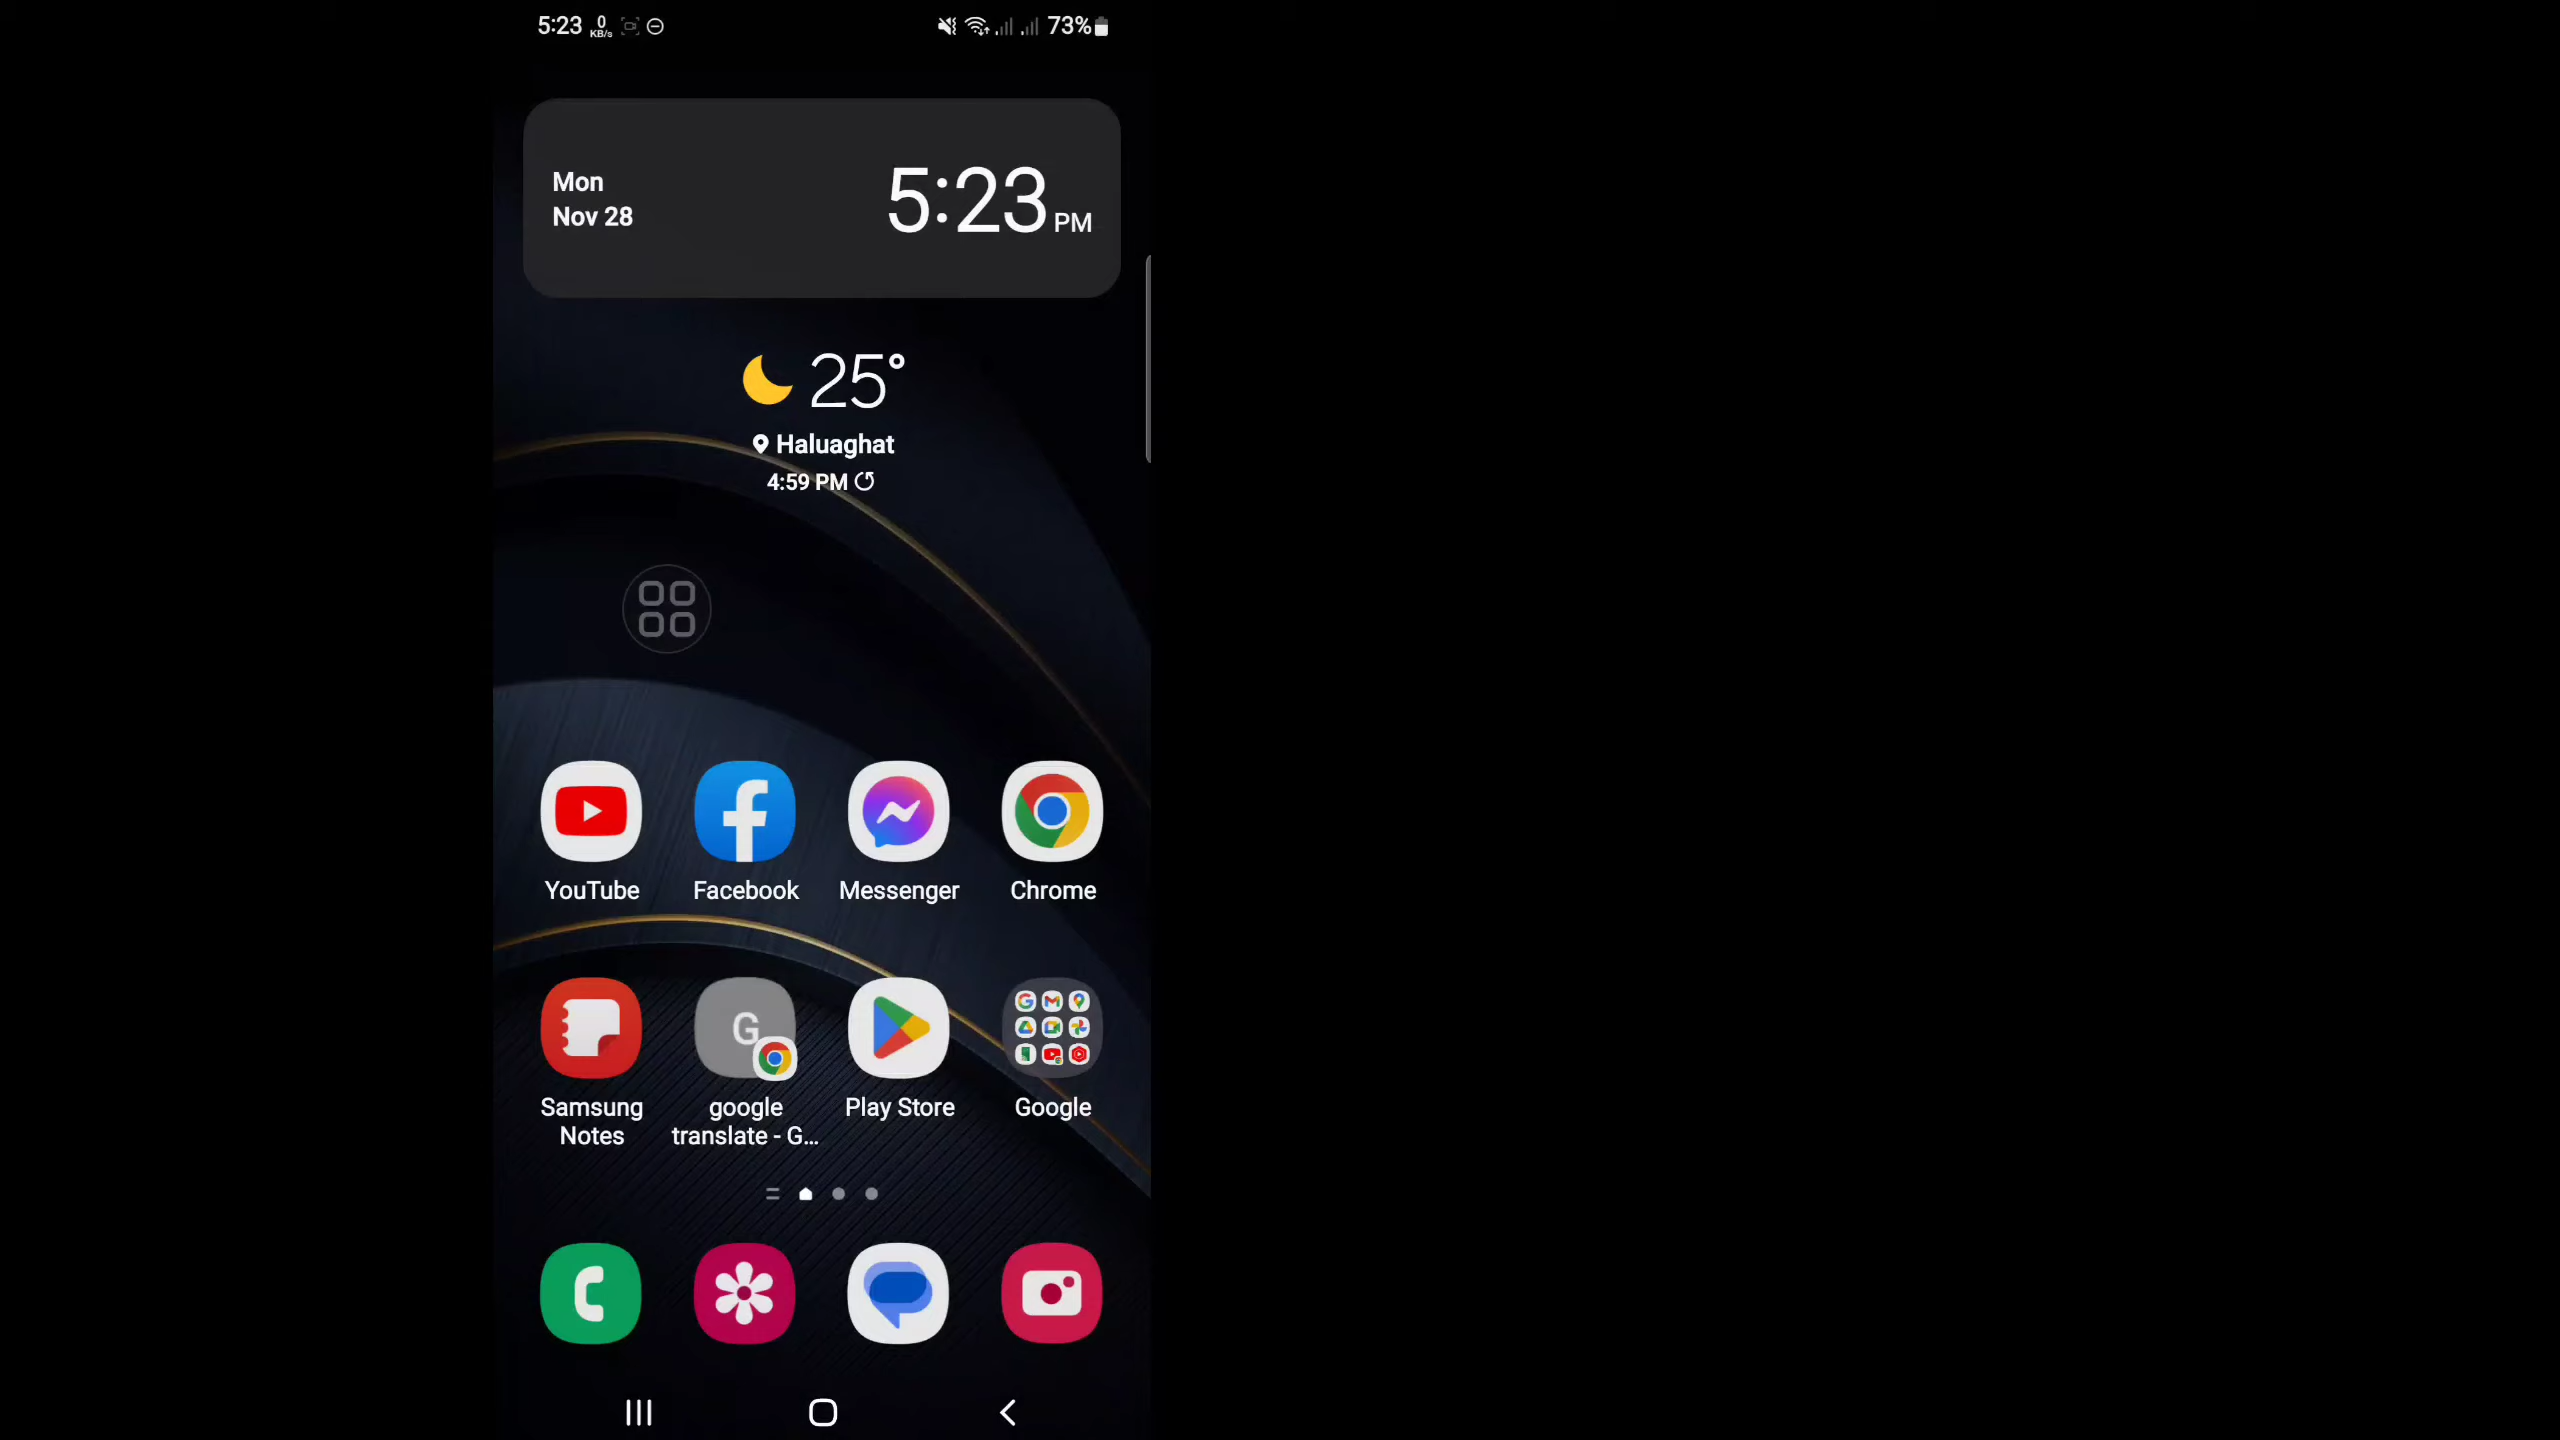 5:23 0 KB/s 73%
Mon
Nov 28
5:23 PM
25°
Haluaghat
4:59 PM
YouTube Facebook Messenger Chrome
G
Samsung Notes
google translate - G...
Play Store
Google